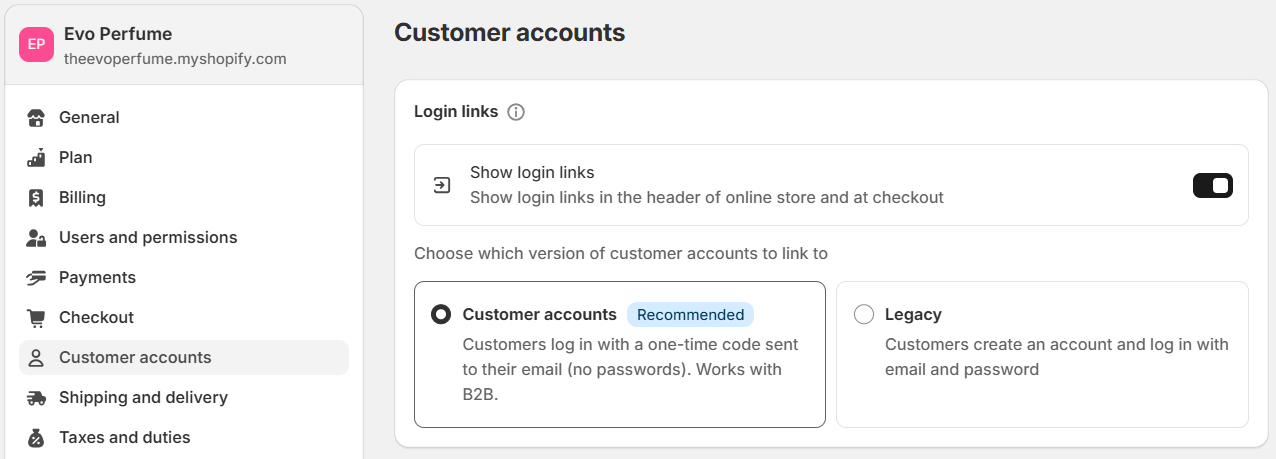 EP
Evo Perfume
theevoperfume.myshopify.com
General
Plan
Billing
Users and permissions
Payments
Checkout
Customer accounts
Shipping and delivery
Taxes and duties
Customer accounts
Login links
Show login links
Show login links in the header of online store and at checkout
Choose which version of customer accounts to link to
Customer accounts Recommended
Customers log in with a one-time code sent
to their email (no passwords). Works with
B2B.
Legacy
Customers create an account and log in with
email and password